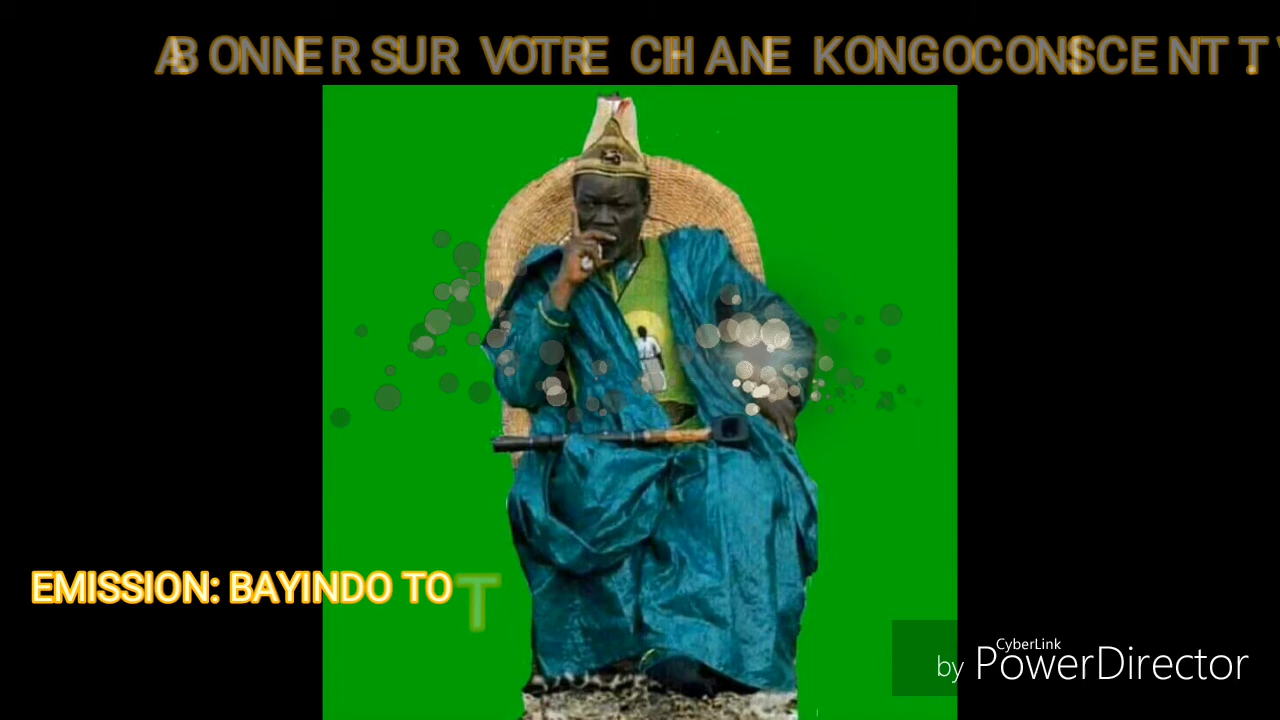 ABONNER SUR VOTRE CHANE KONGOCONSCENT T
EMISSION: BAYINDO TO T
CyberLink
by PowerDirector